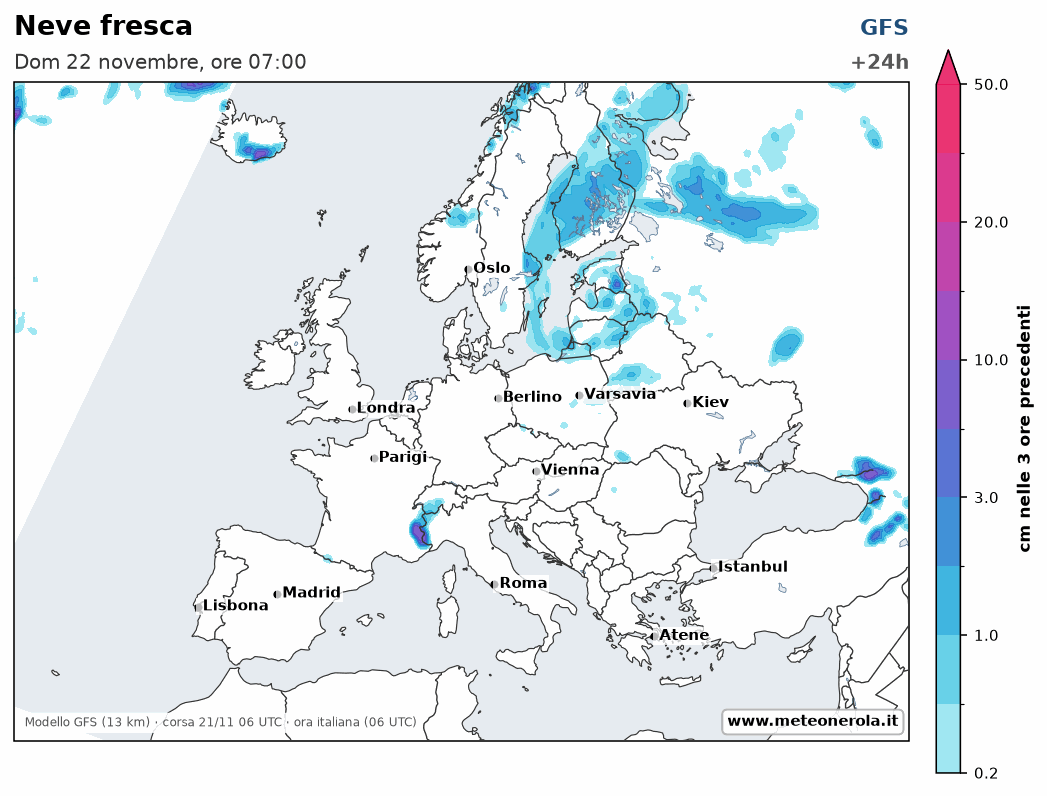 Neve fresca
GFS
Dom 22 novembre, ore 07:00
+24h
50.0
20.0
10.0
3.0
1.0
0.2
cm nelle 3 ore precedenti
Oslo
Londra
Berlino
Varsavia
Kiev
Parigi
Vienna
Istanbul
Roma
Madrid
Lisbona
Atene
Modello GFS (13 km) · corsa 21/11 06 UTC · ora italiana (06 UTC)
www.meteonerola.it